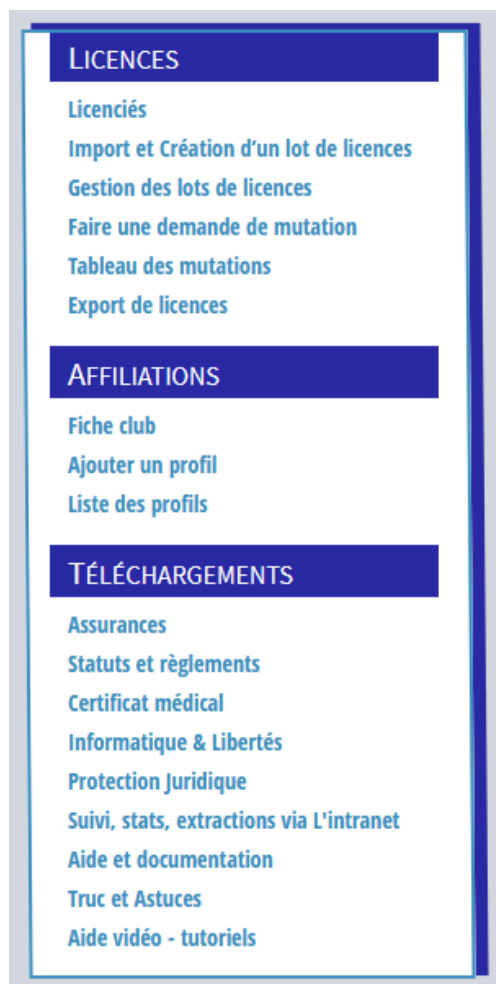 LICENCES
Licenciés
Import et Création d’un lot de licences
Gestion des lots de licences
Faire une demande de mutation
Tableau des mutations
Export de licences
AFFILIATIONS
Fiche club
Ajouter un profil
Liste des profils
TÉLÉCHARGEMENTS
Assurances
Statuts et règlements
Certificat médical
Informatique & Libertés
Protection Juridique
Suivi, stats, extractions via L'intranet
Aide et documentation
Truc et Astuces
Aide vidéo - tutoriels